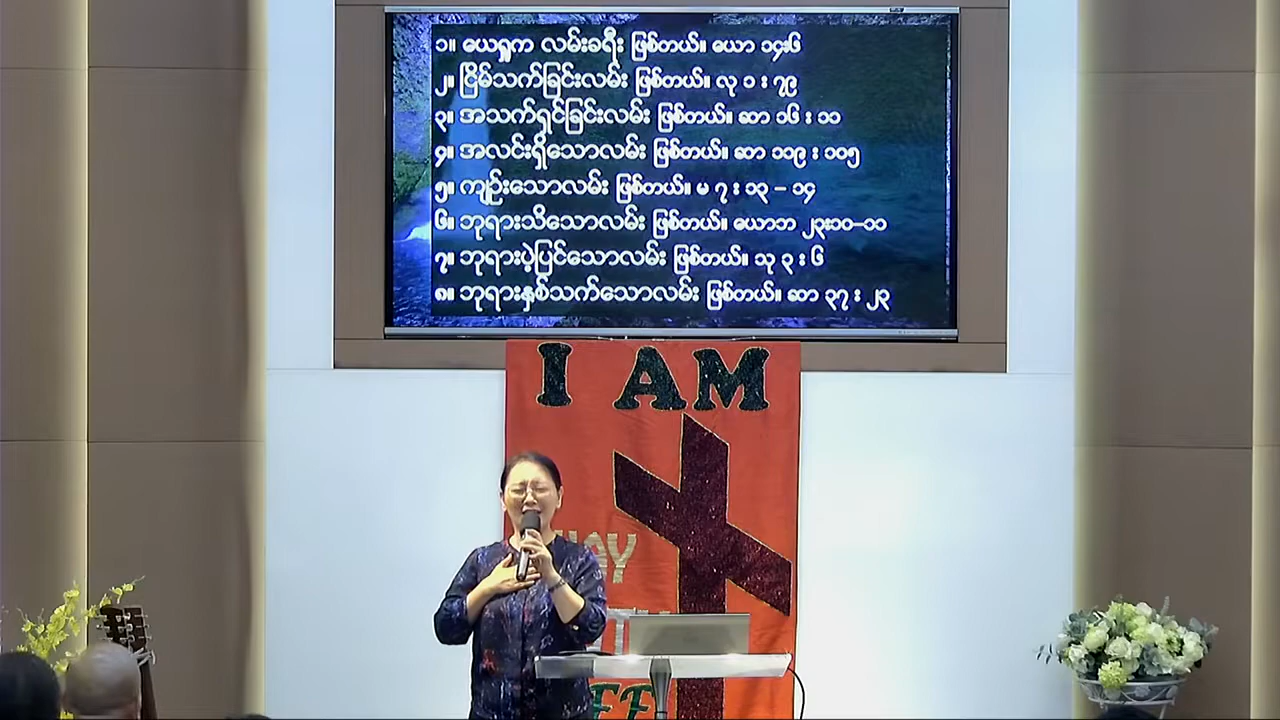 ၁။ ယေရှုက လမ်းခရီး ဖြစ်တယ်။ ယော ၁၄း၆
၂။ ငြိမ်သက်ခြင်းလမ်း ဖြစ်တယ်။ လု ၁ : ၇၉
၃။ အသက်ရှင်ခြင်းလမ်း ဖြစ်တယ်။ ဆာ ၁၆ : ၁၁
၄။ အလင်းရှိသောလမ်း ဖြစ်တယ်။ ဆာ ၁၁၉ : ၁၀၅
၅။ ကျဉ်းသောလမ်း ဖြစ်တယ်။ မ ၇ : ၁၃ – ၁၄
၆။ ဘုရားသိသောလမ်း ဖြစ်တယ်။ ယောဘ ၂၃း၁၀–၁၁
၇။ ဘုရားပဲ့ပြင်သောလမ်း ဖြစ်တယ်။ သု ၃ : ၆
၈။ ဘုရားနှစ်သက်သောလမ်း ဖြစ်တယ်။ ဆာ ၃၇ : ၂၃
I AM